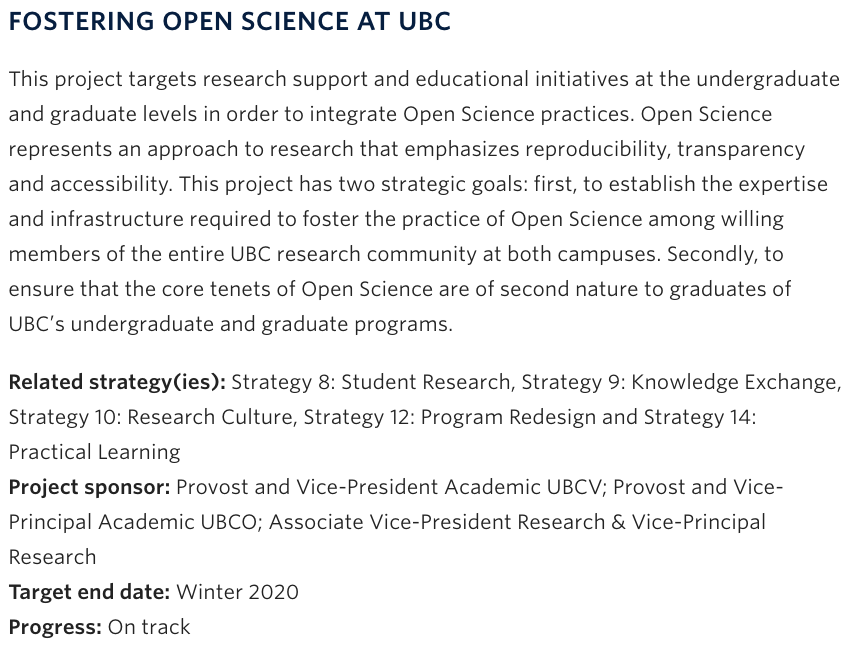 FOSTERING OPEN SCIENCE AT UBC
This project targets research support and educational initiatives at the undergraduate
and graduate levels in order to integrate Open Science practices. Open Science
represents an approach to research that emphasizes reproducibility, transparency
and accessibility. This project has two strategic goals: first, to establish the expertise
and infrastructure required to foster the practice of Open Science among willing
members of the entire UBC research community at both campuses. Secondly, to
ensure that the core tenets of Open Science are of second nature to graduates of
UBC’s undergraduate and graduate programs.
Related strategy(ies): Strategy 8: Student Research, Strategy 9: Knowledge Exchange,
Strategy 10: Research Culture, Strategy 12: Program Redesign and Strategy 14:
Practical Learning
Project sponsor: Provost and Vice-President Academic UBCV; Provost and Vice-
Principal Academic UBCO; Associate Vice-President Research & Vice-Principal
Research
Target end date: Winter 2020
Progress: On track